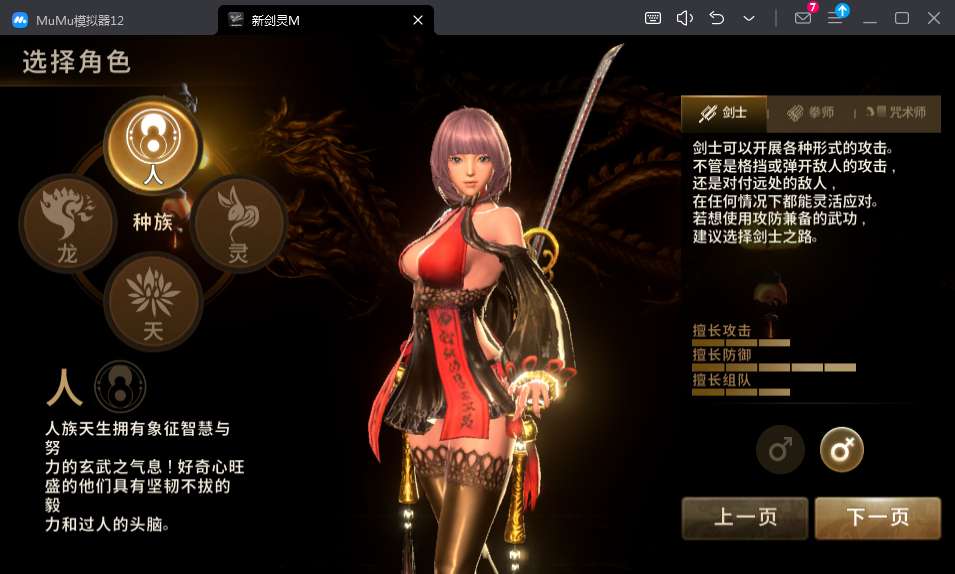 MuMu模拟器12
新剑灵M
7
选择角色
人
龙
种族
灵
天
人
人族天生拥有象征智慧与
努
力的玄武之气息！好奇心旺
盛的他们具有坚韧不拔的
毅
力和过人的头脑。
剑士
拳师
咒术师
剑士可以开展各种形式的攻击。
不管是格挡或弹开敌人的攻击，
还是对付远处的敌人，
在任何情况下都能灵活应对。
若想使用攻防兼备的武功，
建议选择剑士之路。
擅长攻击
擅长防御
擅长组队
上一页
下一页